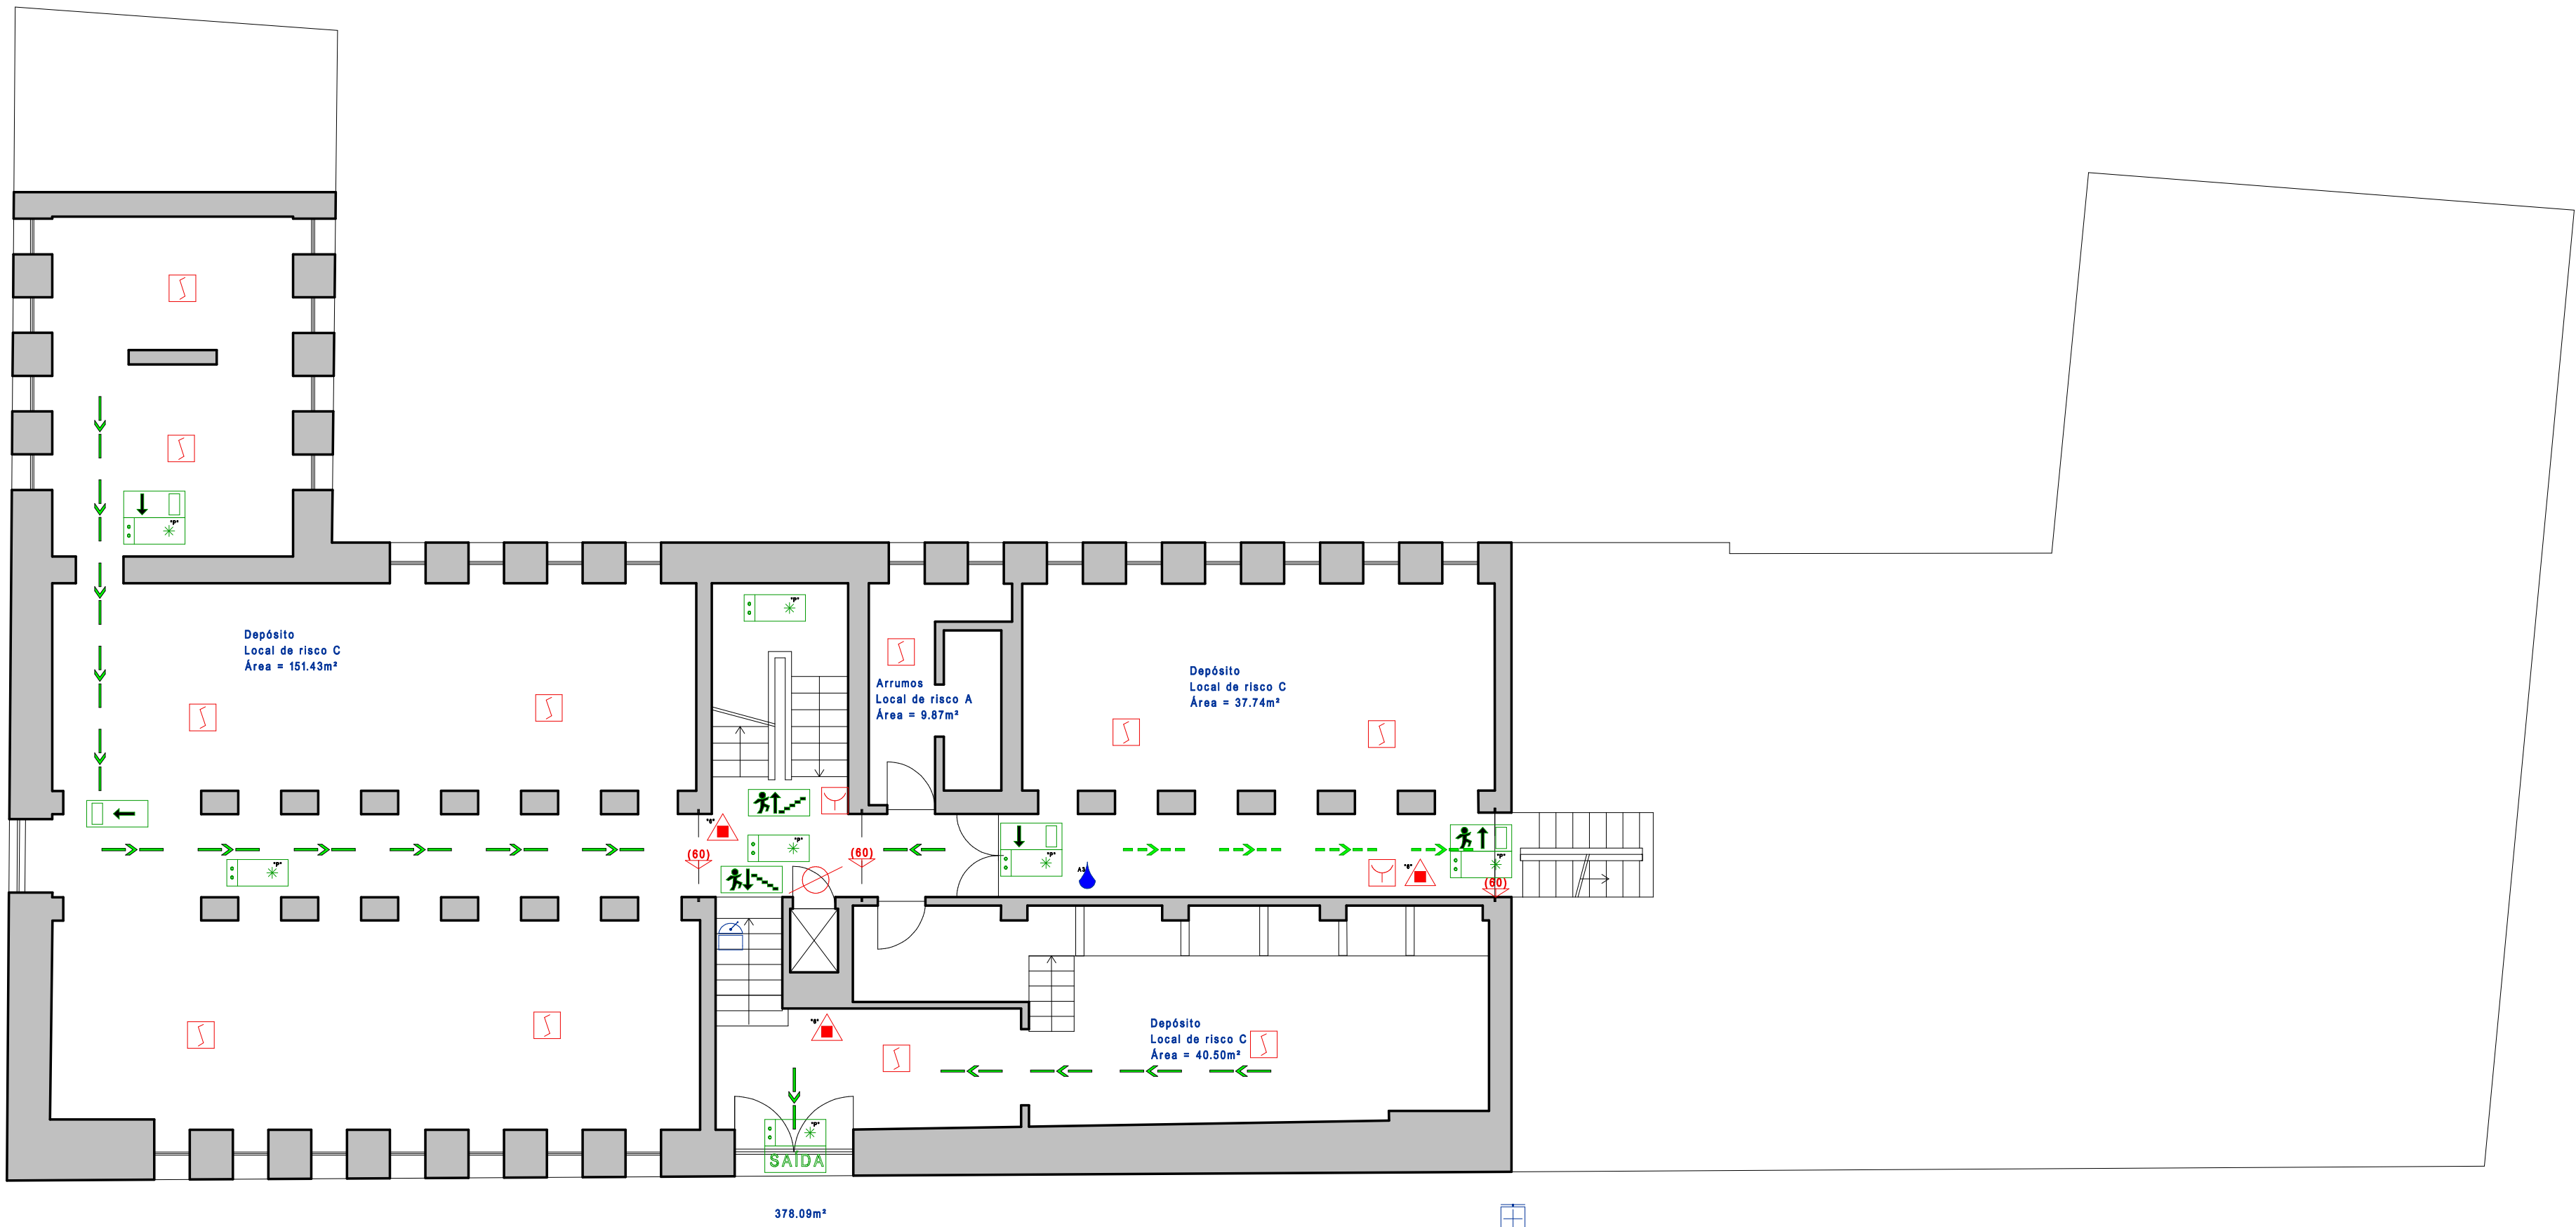 Depósito
Local de risco C
Área = 151.43m²
Arrumos
Local de risco A
Área = 9.87m²
Depósito
Local de risco C
Área = 37.74m²
(60)
(60)
(60)
Depósito
Local de risco C
Área = 40.50m²
SAÍDA
378.09m²